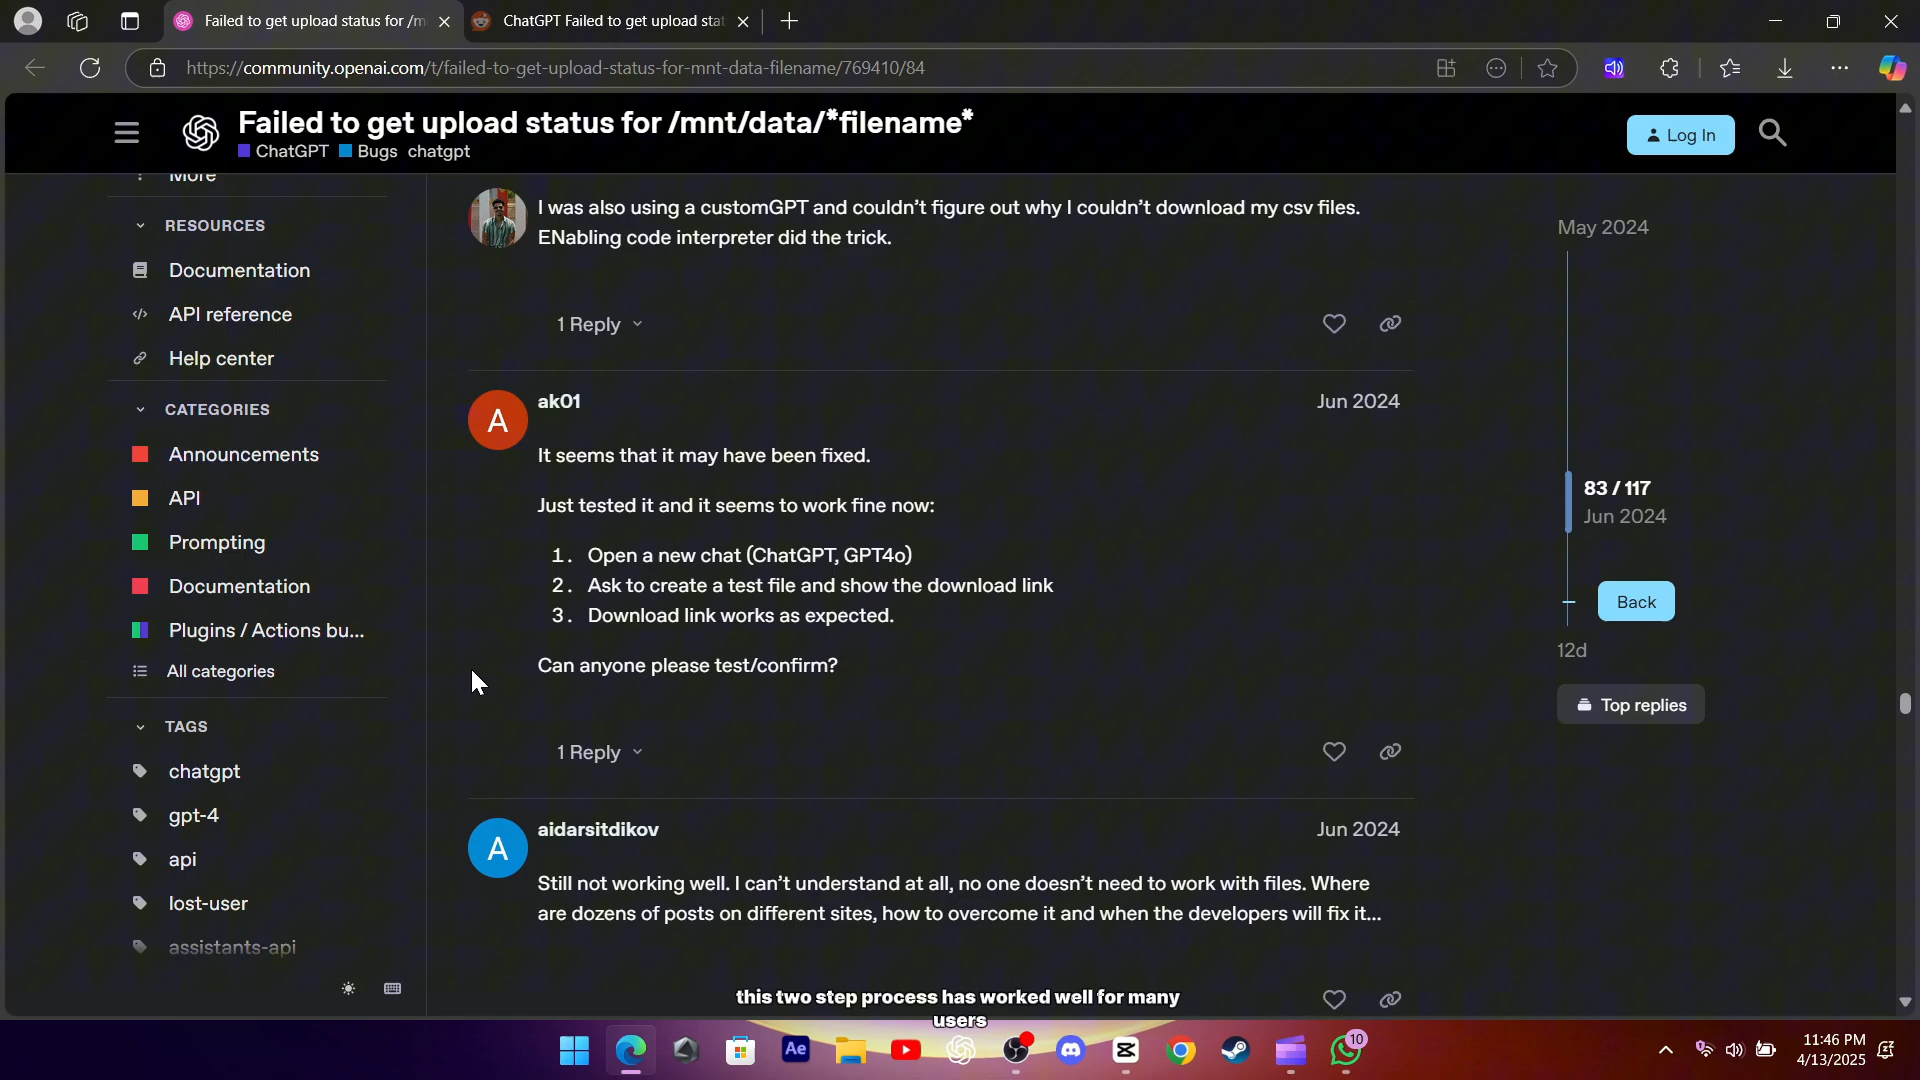 Failed to get upload status for /m
ChatGPT Failed to get upload stat
https://community.openai.com/t/failed-to-get-upload-status-for-mnt-data-filename/769410/84
Failed to get upload status for /mnt/data/*filename*
ChatGPT Bugs chatgpt
Log In
More
RESOURCES
Documentation
API reference
Help center
CATEGORIES
Announcements
API
Prompting
Documentation
Plugins / Actions bu...
All categories
TAGS
chatgpt
gpt-4
api
lost-user
assistants-api
I was also using a customGPT and couldn't figure out why I couldn't download my csv files.
ENabling code interpreter did the trick.
1 Reply
A
ak01
Jun 2024
It seems that it may have been fixed.
Just tested it and it seems to work fine now:
1. Open a new chat (ChatGPT, GPT4o)
2. Ask to create a test file and show the download link
3. Download link works as expected.
Can anyone please test/confirm?
1 Reply
A
aidarsitdikov
Jun 2024
Still not working well. I can't understand at all, no one doesn't need to work with files. Where
are dozens of posts on different sites, how to overcome it and when the developers will fix it...
May 2024
83 / 117
Jun 2024
Back
12d
Top replies
this two step process has worked well for many
users
Ae
10
11:46 PM
4/13/2025